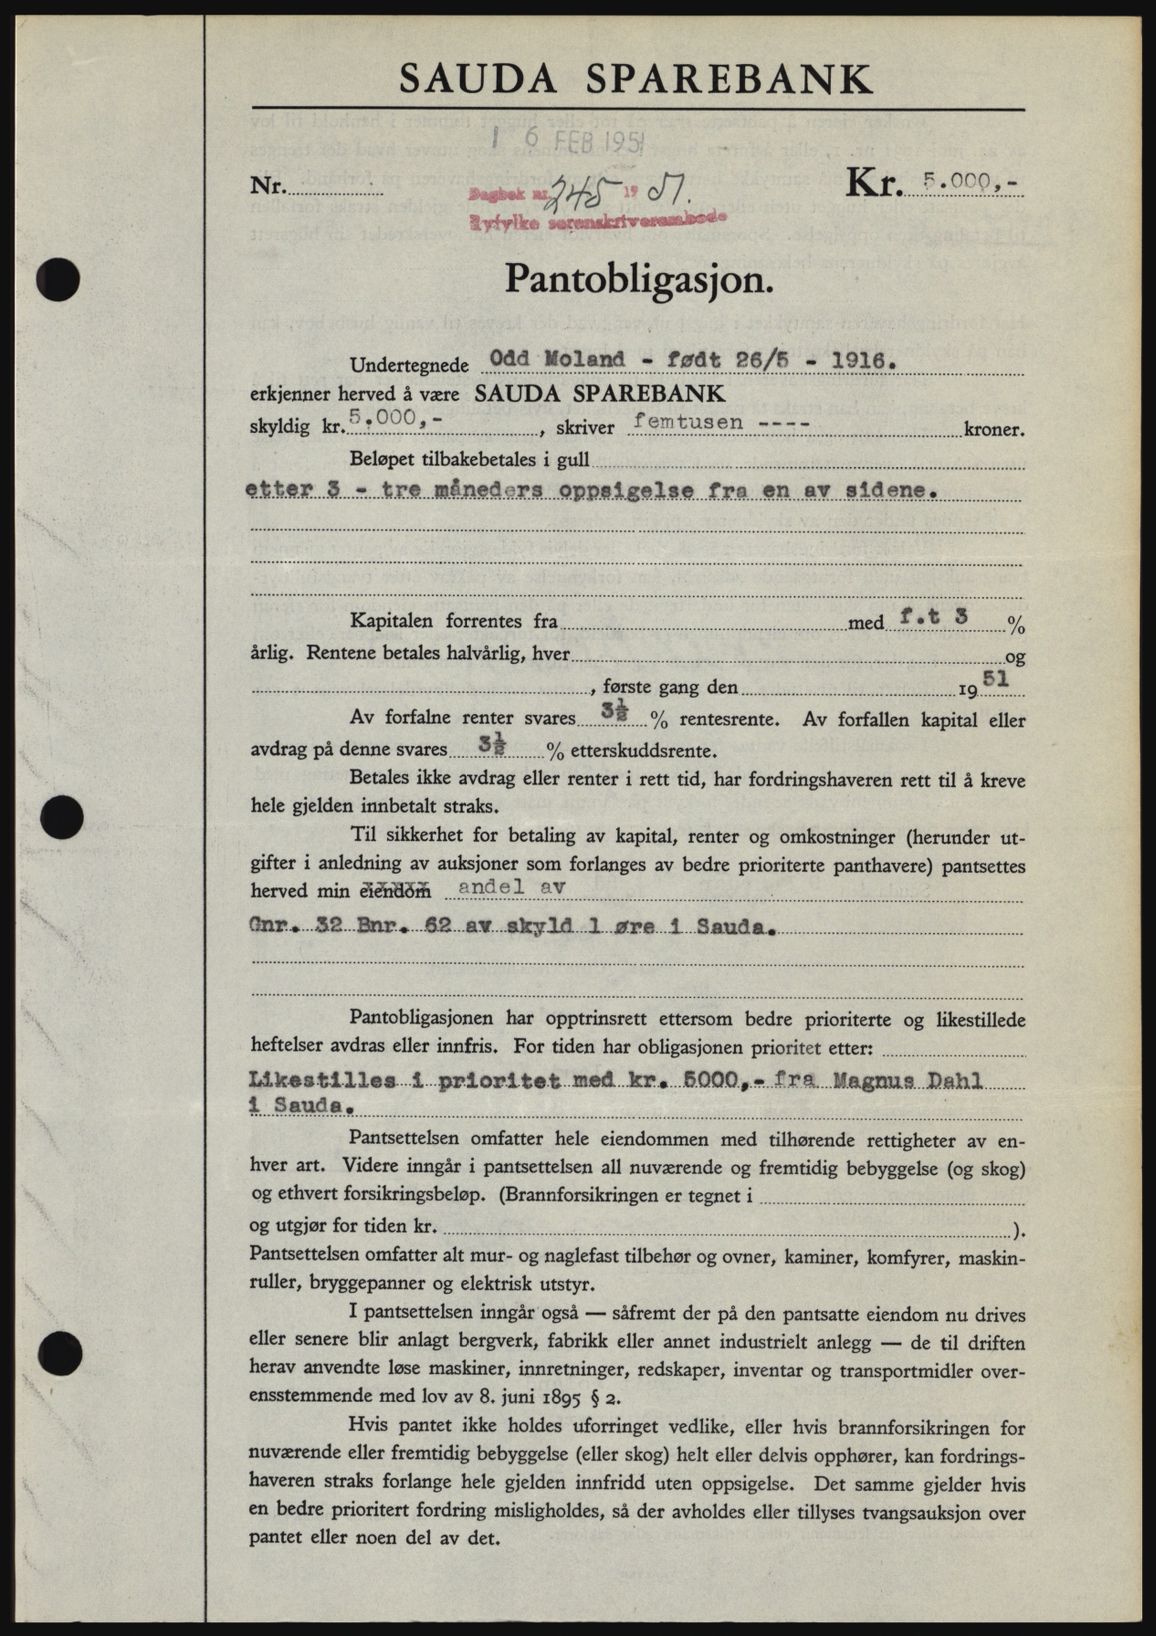 SAUDA SPAREBANK
1 6 FEB 1951
Nr. Kr. 5.000,-
Dagbok nr. 245 19 51.
Ryfylke sorenskriverembede
Pantobligasjon.
Undertegnede Odd Moland - født 26/5 - 1916.
erkjenner herved å være SAUDA SPAREBANK
skyldig kr. 5.000,- , skriver femtusen ---- kroner.
Beløpet tilbakebetales i gull
etter 3 - tre måneders oppsigelse fra en av sidene.
Kapitalen forrentes fra med f.t 3 %
årlig. Rentene betales halvårlig, hver og
, første gang den 19 51
Av forfalne renter svares 3½ % rentesrente. Av forfallen kapital eller
avdrag på denne svares 3½ % etterskuddsrente.
Betales ikke avdrag eller renter i rett tid, har fordringshaveren rett til å kreve
hele gjelden innbetalt straks.
Til sikkerhet for betaling av kapital, renter og omkostninger (herunder ut-
gifter i anledning av auksjoner som forlanges av bedre prioriterte panthavere) pantsettes
herved min eiendom andel av
Gnr. 32 Bnr. 62 av skyld 1 øre i Sauda.
Pantobligasjonen har opptrinsrett ettersom bedre prioriterte og likestillede
heftelser avdras eller innfris. For tiden har obligasjonen prioritet etter:
Likestilles i prioritet med kr. 5000,- fra Magnus Dahl
i Sauda.
Pantsettelsen omfatter hele eiendommen med tilhørende rettigheter av en-
hver art. Videre inngår i pantsettelsen all nuværende og fremtidig bebyggelse (og skog)
og ethvert forsikringsbeløp. (Brannforsikringen er tegnet i
og utgjør for tiden kr. ).
Pantsettelsen omfatter alt mur- og naglefast tilbehør og ovner, kaminer, komfyrer, maskin-
ruller, bryggepanner og elektrisk utstyr.
I pantsettelsen inngår også — såfremt der på den pantsatte eiendom nu drives
eller senere blir anlagt bergverk, fabrikk eller annet industrielt anlegg — de til driften
herav anvendte løse maskiner, innretninger, redskaper, inventar og transportmidler over-
ensstemmende med lov av 8. juni 1895 § 2.
Hvis pantet ikke holdes uforringet vedlike, eller hvis brannforsikringen for
nuværende eller fremtidig bebyggelse (eller skog) helt eller delvis opphører, kan fordrings-
haveren straks forlange hele gjelden innfridd uten oppsigelse. Det samme gjelder hvis
en bedre prioritert fordring misligholdes, så der avholdes eller tillyses tvangsauksjon over
pantet eller noen del av det.